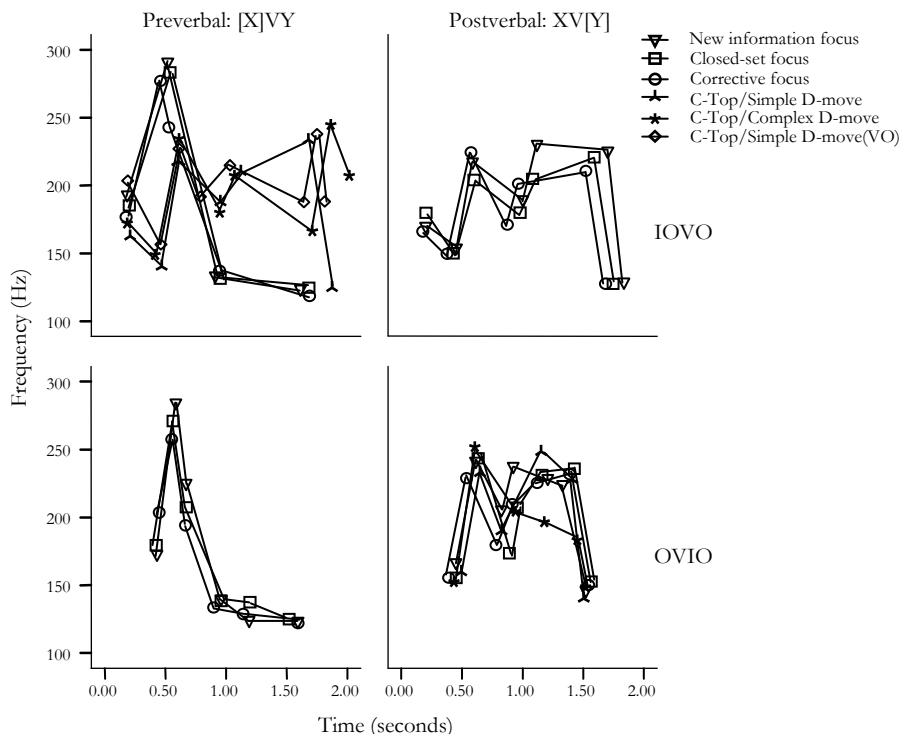 Preverbal: [X]VY
Postverbal: XV[Y]
New information focus
Closed-set focus
Corrective focus
C-Top/Simple D-move
C-Top/Complex D-move
C-Top/Simple D-move(VO)
300
250
200
150
100
IOVO
Frequency (Hz)
300
250
200
150
100
OVIO
0.00 0.50 1.00 1.50 2.00 0.00 0.50 1.00 1.50 2.00
Time (seconds)